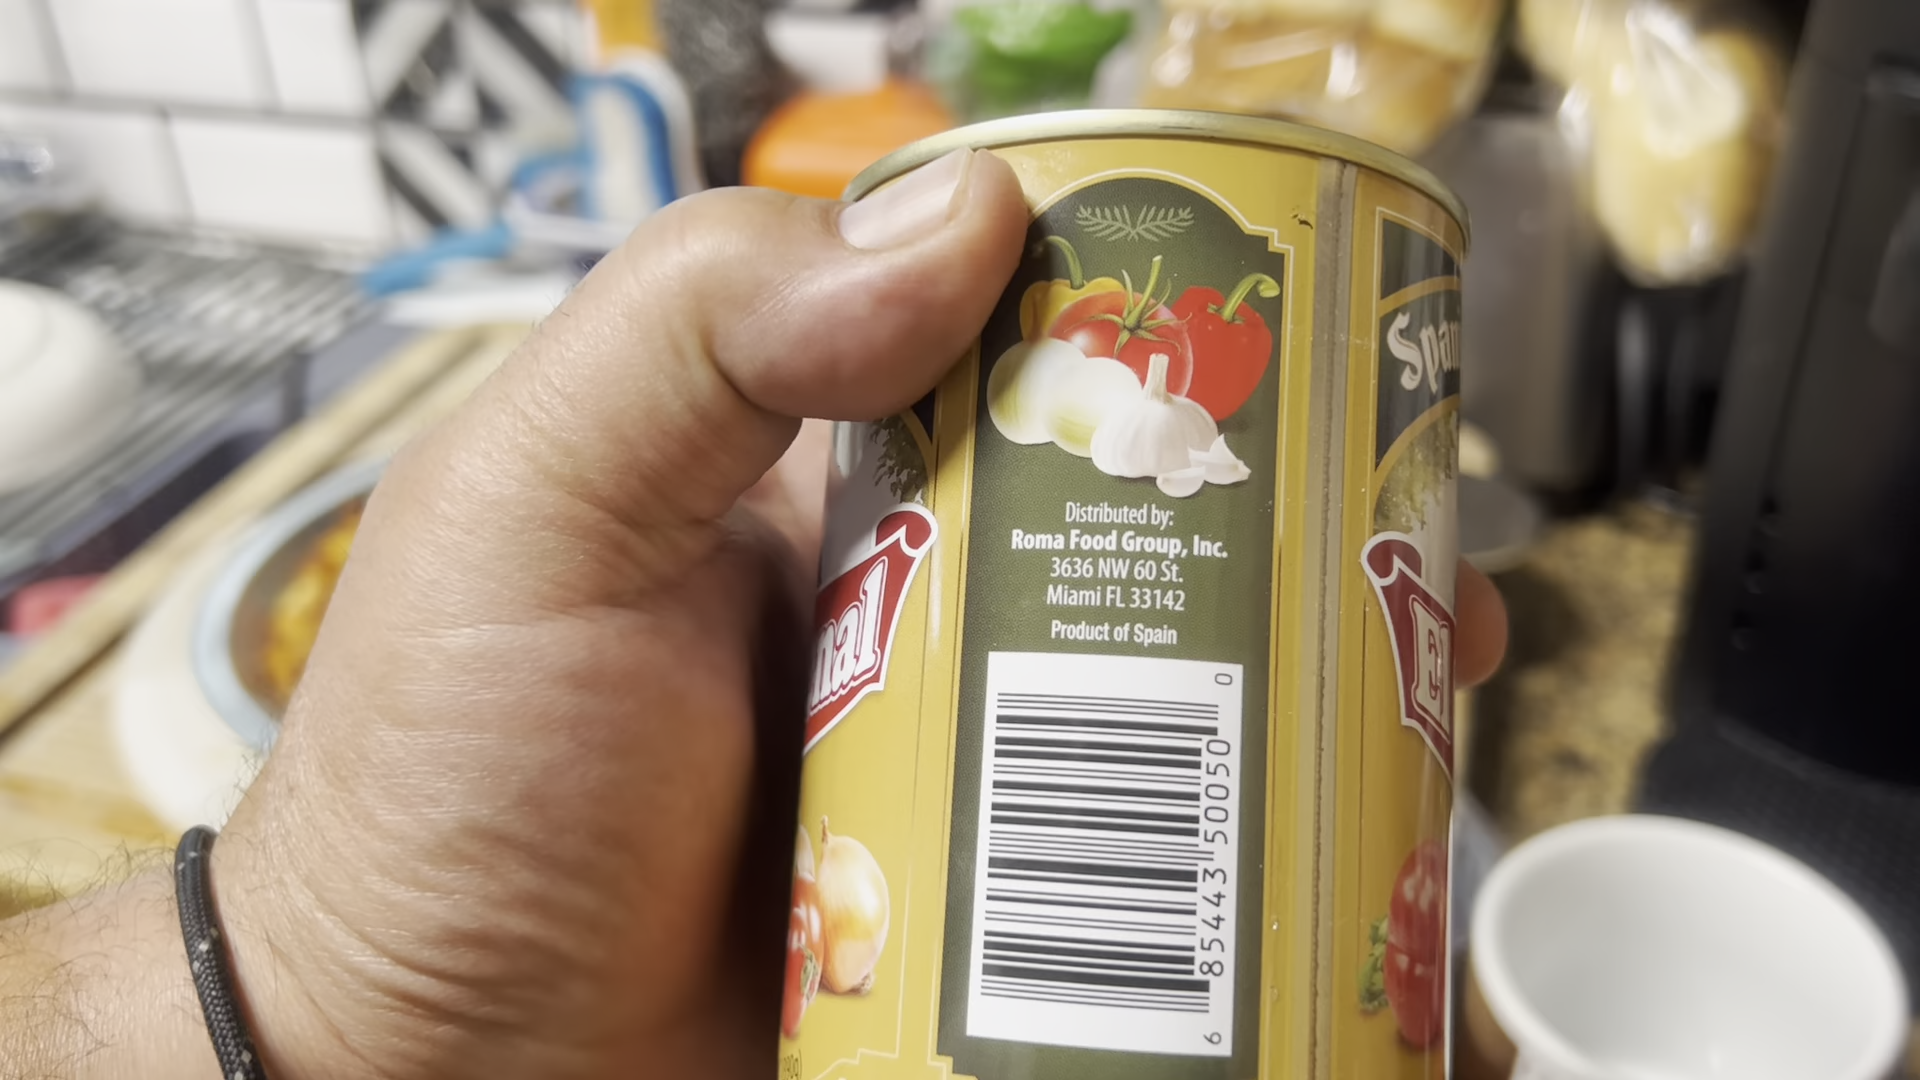 Distributed by:
Roma Food Group, Inc.
3636 NW 60 St.
Miami FL 33142
Product of Spain
6 85443 50050 0